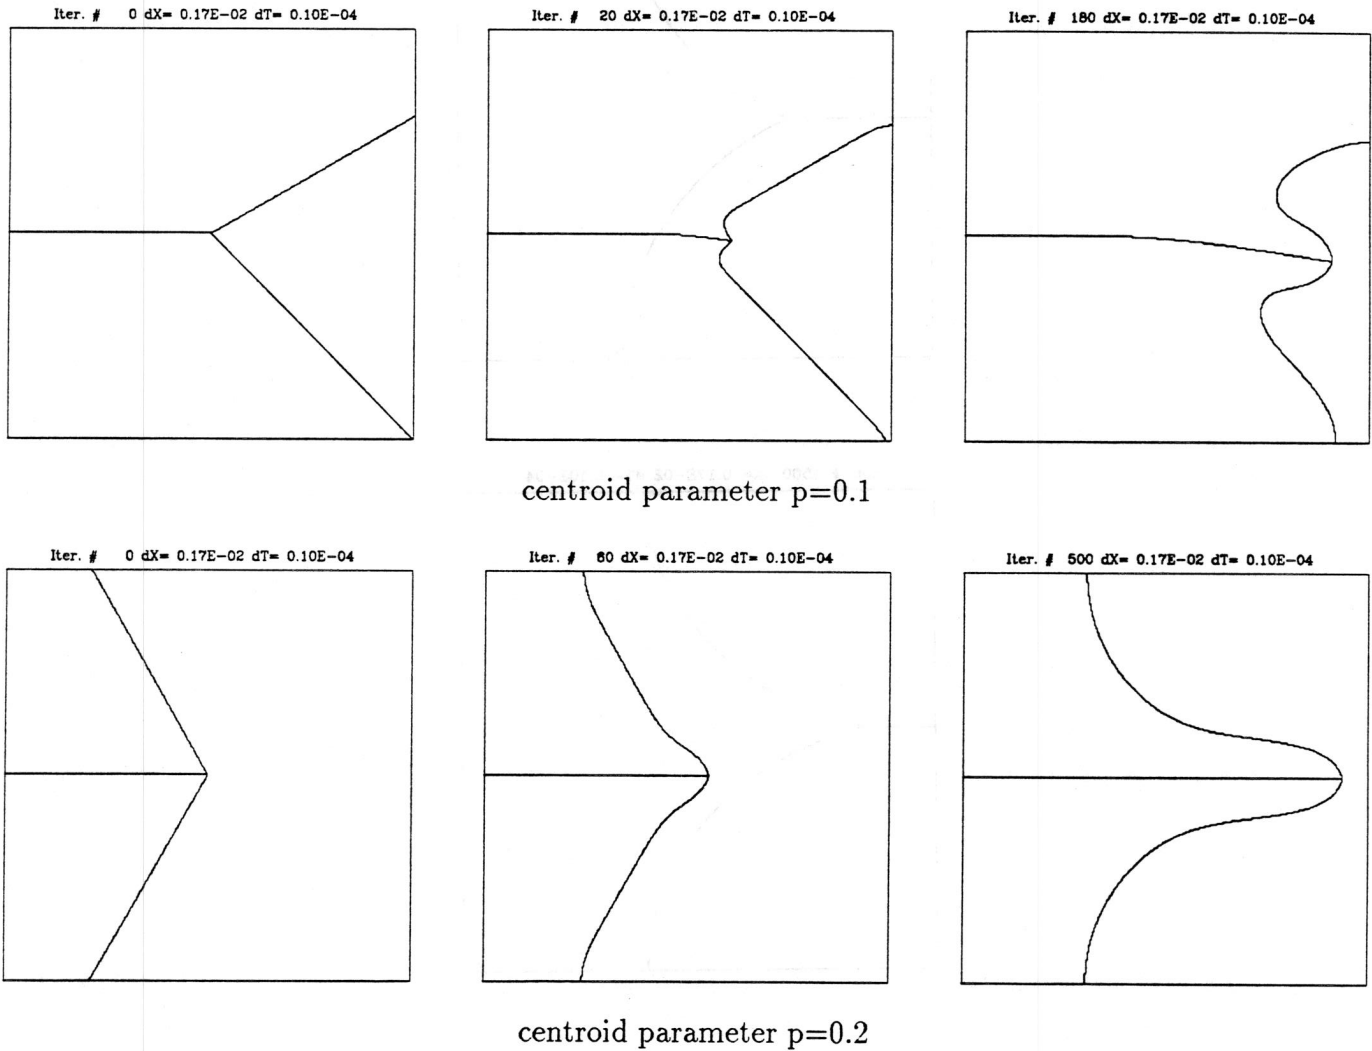 Iter. # 0 dX= 0.17E-02 dT= 0.10E-04
Iter. # 20 dX= 0.17E-02 dT= 0.10E-04
Iter. # 180 dX= 0.17E-02 dT= 0.10E-04
centroid parameter p=0.1
Iter. # 0 dX= 0.17E-02 dT= 0.10E-04
Iter. # 60 dX= 0.17E-02 dT= 0.10E-04
Iter. # 500 dX= 0.17E-02 dT= 0.10E-04
centroid parameter p=0.2